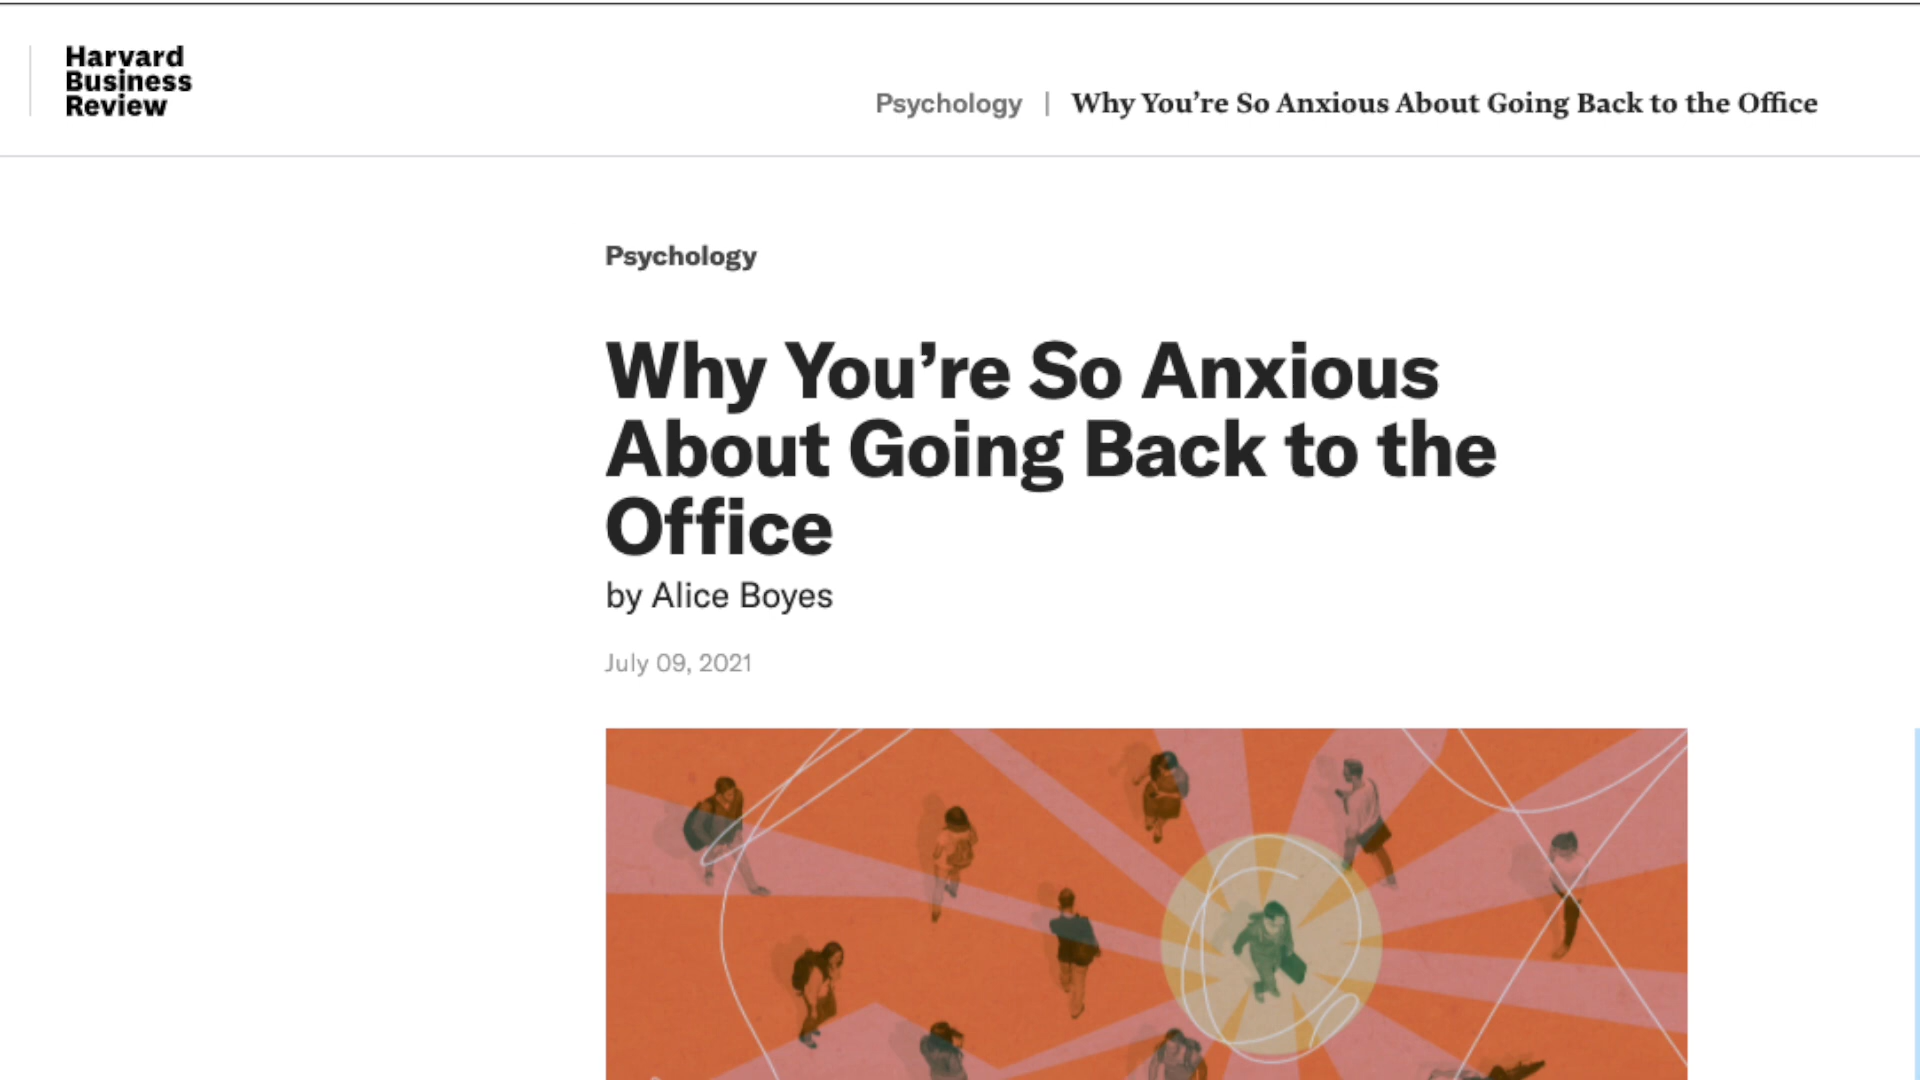 Harvard
Business
Review
Psychology | Why You’re So Anxious About Going Back to the Office
Psychology
Why You’re So Anxious
About Going Back to the
Office
by Alice Boyes
July 09, 2021